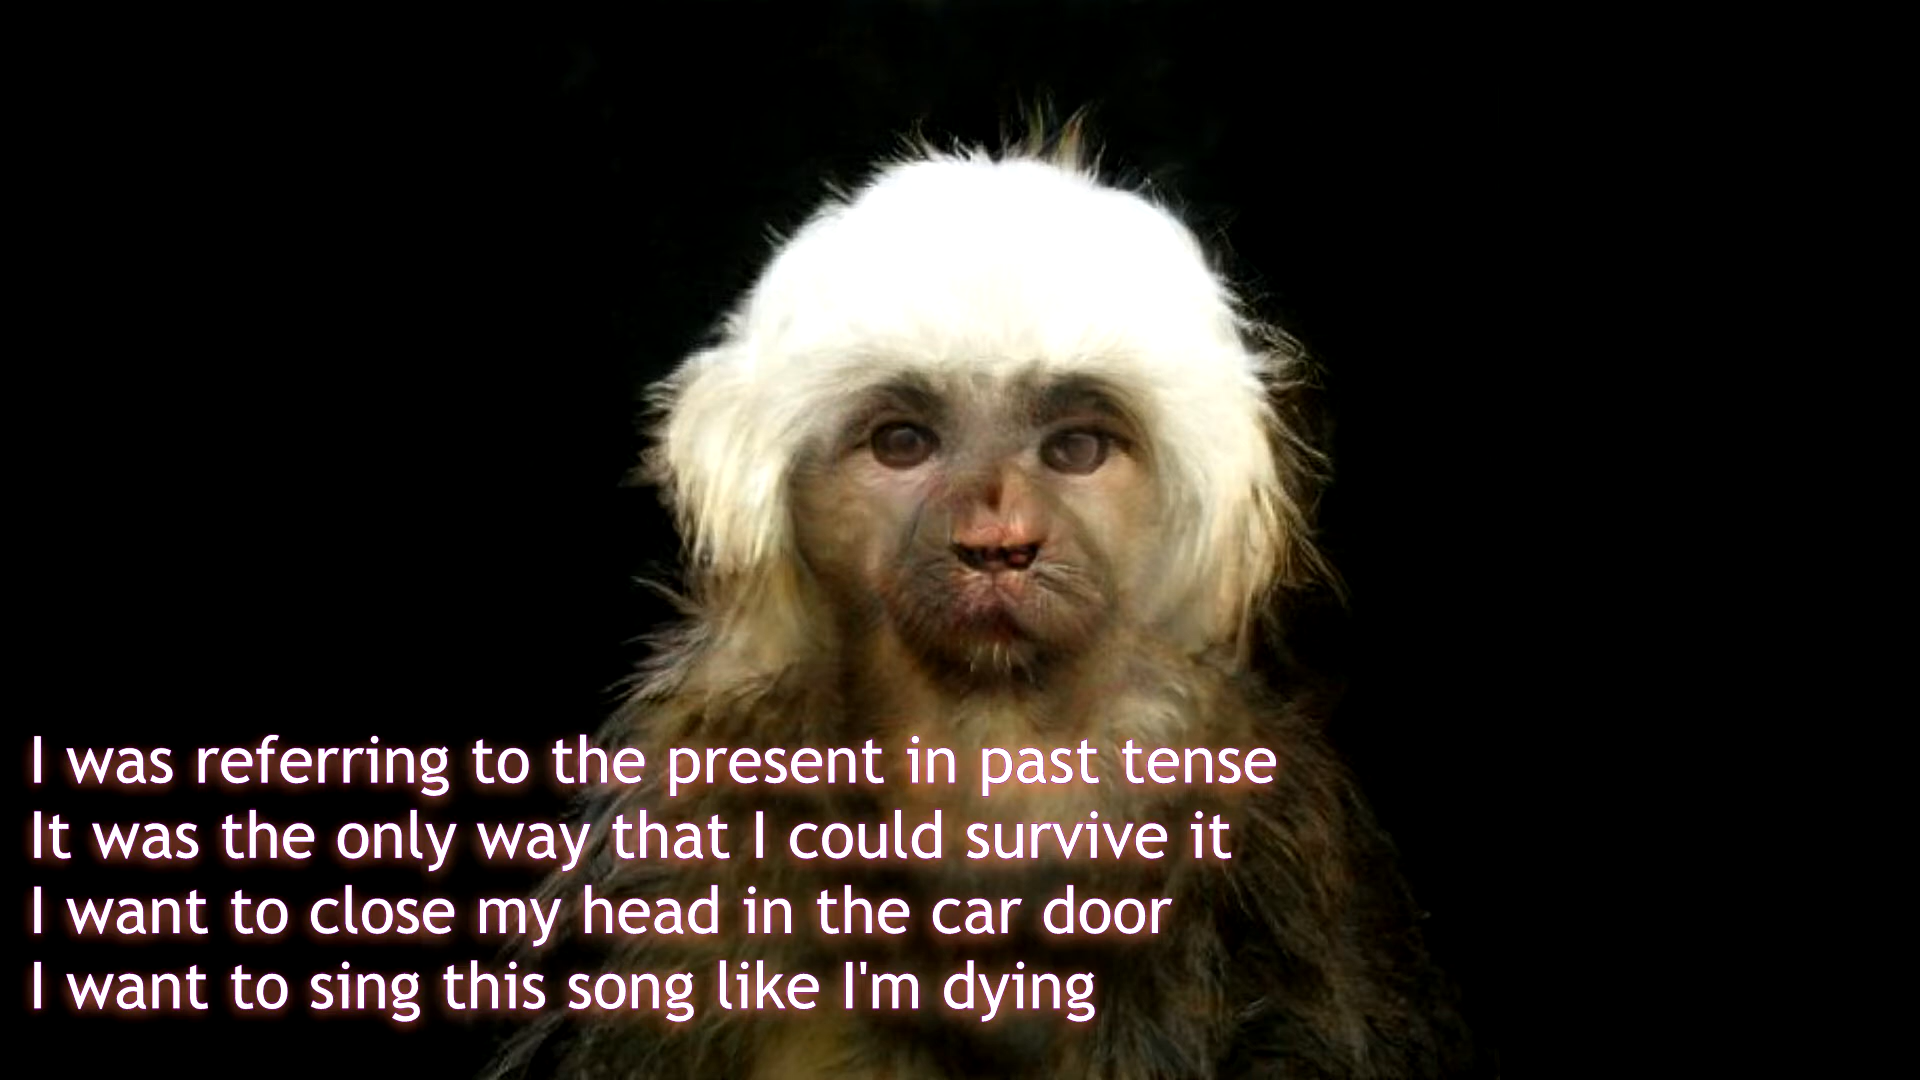 I was referring to the present in past tense
It was the only way that I could survive it
I want to close my head in the car door
I want to sing this song like I'm dying